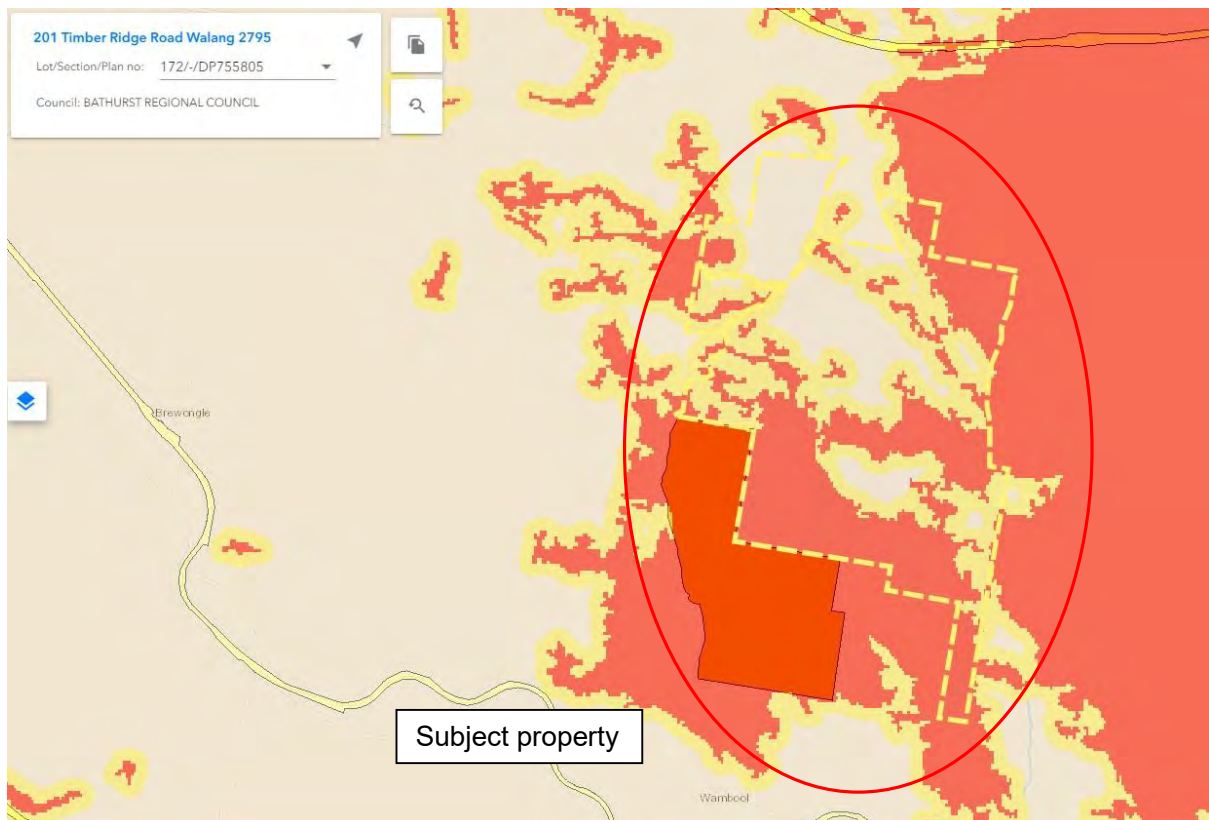 201 Timber Ridge Road Walang 2795
Lot/Section/Plan no: 172/-/DP755805
Council: BATHURST REGIONAL COUNCIL
Brewongle
Subject property
Wambool